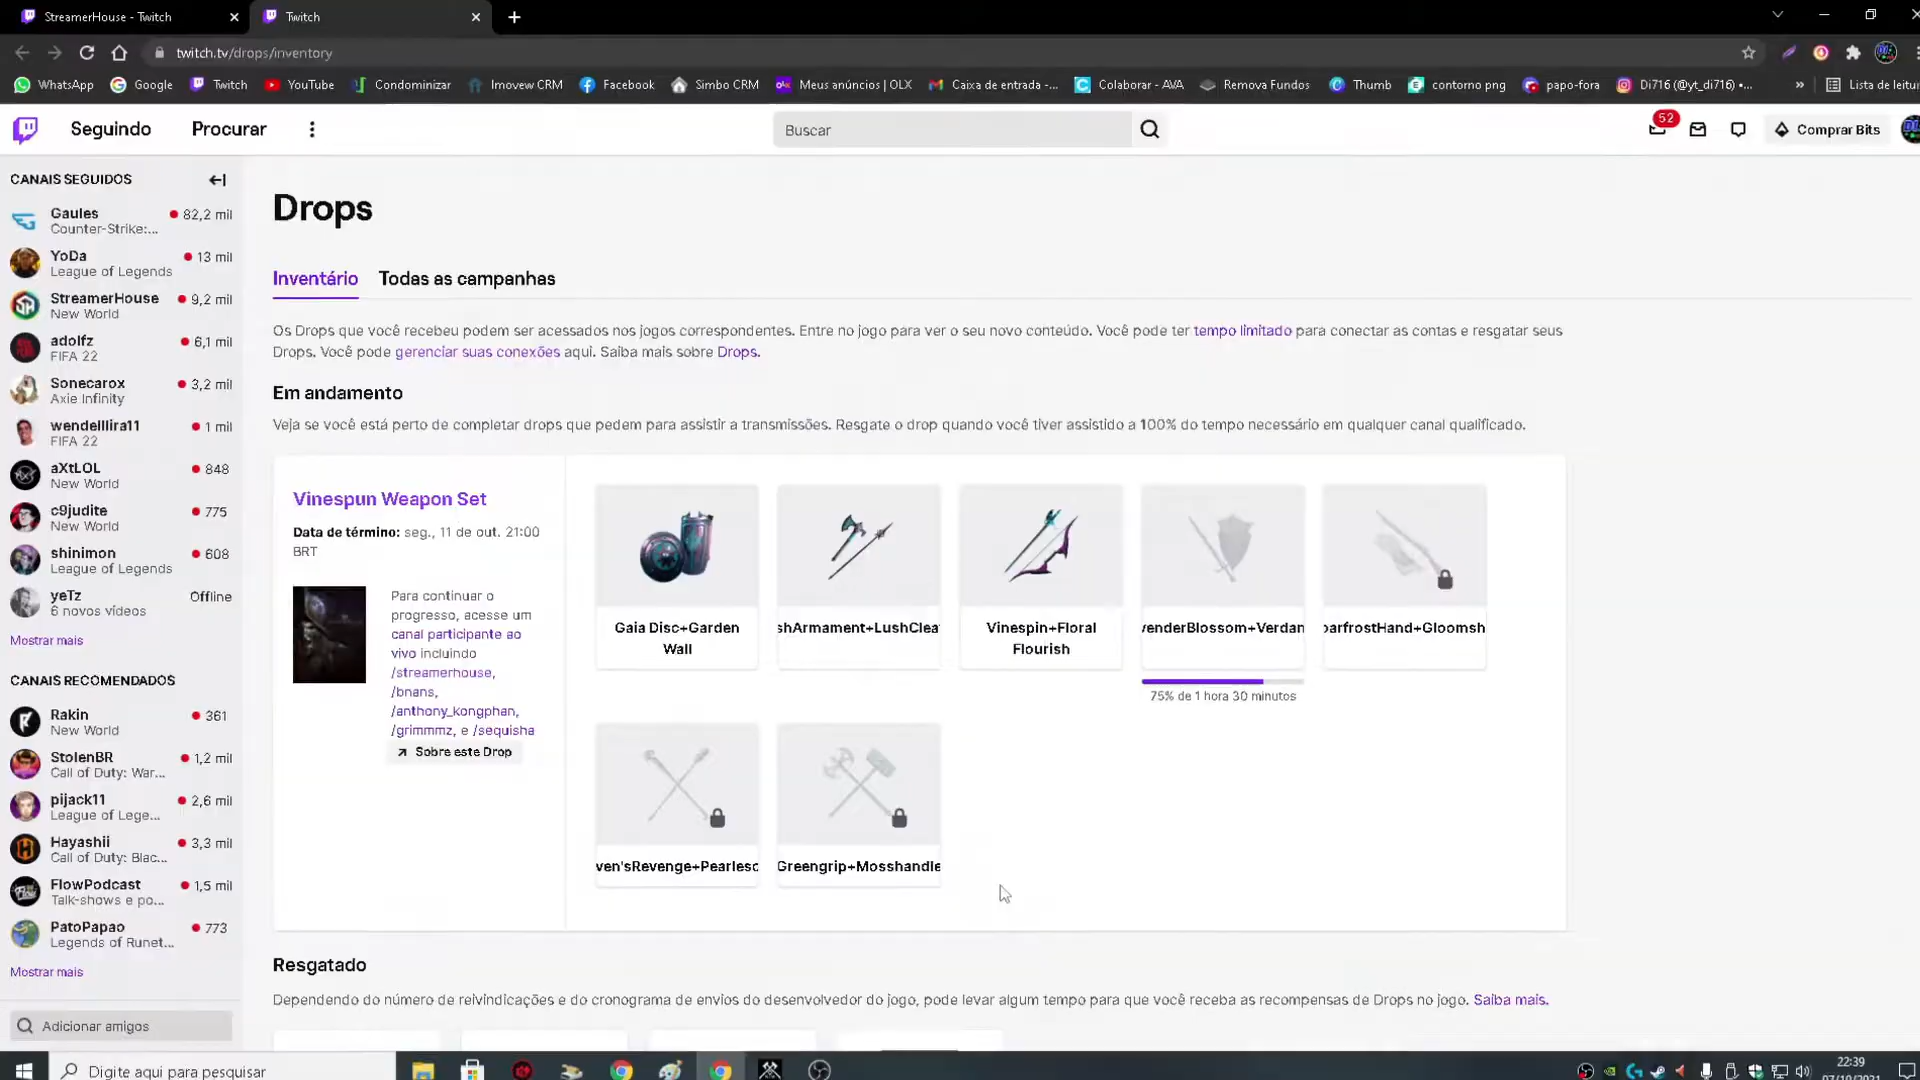 StreamerHouse - Twitch
Twitch
twitch.tv/drops/inventory
WhatsApp
Google
Twitch
YouTube
Condominizar
Imovew CRM
Facebook
Simbo CRM
Meus anúncios | OLX
Caixa de entrada -...
Colaborar - AVA
Remova Fundos
Thumb
contorno png
papo-fora
Di716 (@yt_di716) •...
»
Lista de leitur
Seguindo
Procurar
Buscar
52
Comprar Bits
CANAIS SEGUIDOS
Gaules
82,2 mil
Counter-Strike:...
YoDa
13 mil
League of Legends
StreamerHouse
9,2 mil
New World
adolfz
6,1 mil
FIFA 22
Sonecarox
3,2 mil
Axie Infinity
wendelllira11
1 mil
FIFA 22
aXtLOL
848
New World
c9judite
775
New World
shinimon
608
League of Legends
yeTz
Offline
6 novos vídeos
Mostrar mais
CANAIS RECOMENDADOS
Rakin
361
New World
StolenBR
1,2 mil
Call of Duty: War...
pijack11
2,6 mil
League of Lege...
Hayashii
3,3 mil
Call of Duty: Blac...
FlowPodcast
1,5 mil
Talk-shows e po...
PatoPapao
773
Legends of Runet...
Mostrar mais
Adicionar amigos
Drops
Inventário
Todas as campanhas
Os Drops que você recebeu podem ser acessados nos jogos correspondentes. Entre no jogo para ver o seu novo conteúdo. Você pode ter tempo limitado para conectar as contas e resgatar seus
Drops. Você pode gerenciar suas conexões aqui. Saiba mais sobre Drops.
Em andamento
Veja se você está perto de completar drops que pedem para assistir a transmissões. Resgate o drop quando você tiver assistido a 100% do tempo necessário em qualquer canal qualificado.
Vinespun Weapon Set
Data de término: seg., 11 de out. 21:00
BRT
Para continuar o
progresso, acesse um
canal participante ao
vivo incluindo
/streamerhouse,
/bnans,
/anthony_kongphan,
/grimmmz, e /sequisha
Sobre este Drop
Gaia Disc+Garden
Wall
shArmament+LushClea
Vinespin+Floral
Flourish
venderBlossom+Verdan
75% de 1 hora 30 minutos
oarfrostHand+Gloomsh
ven'sRevenge+Pearlesc
Greengrip+Mosshandle
Resgatado
Dependendo do número de reivindicações e do cronograma de envios do desenvolvedor do jogo, pode levar algum tempo para que você receba as recompensas de Drops no jogo. Saiba mais.
Digite aqui para pesquisar
22:39
07/10/2021